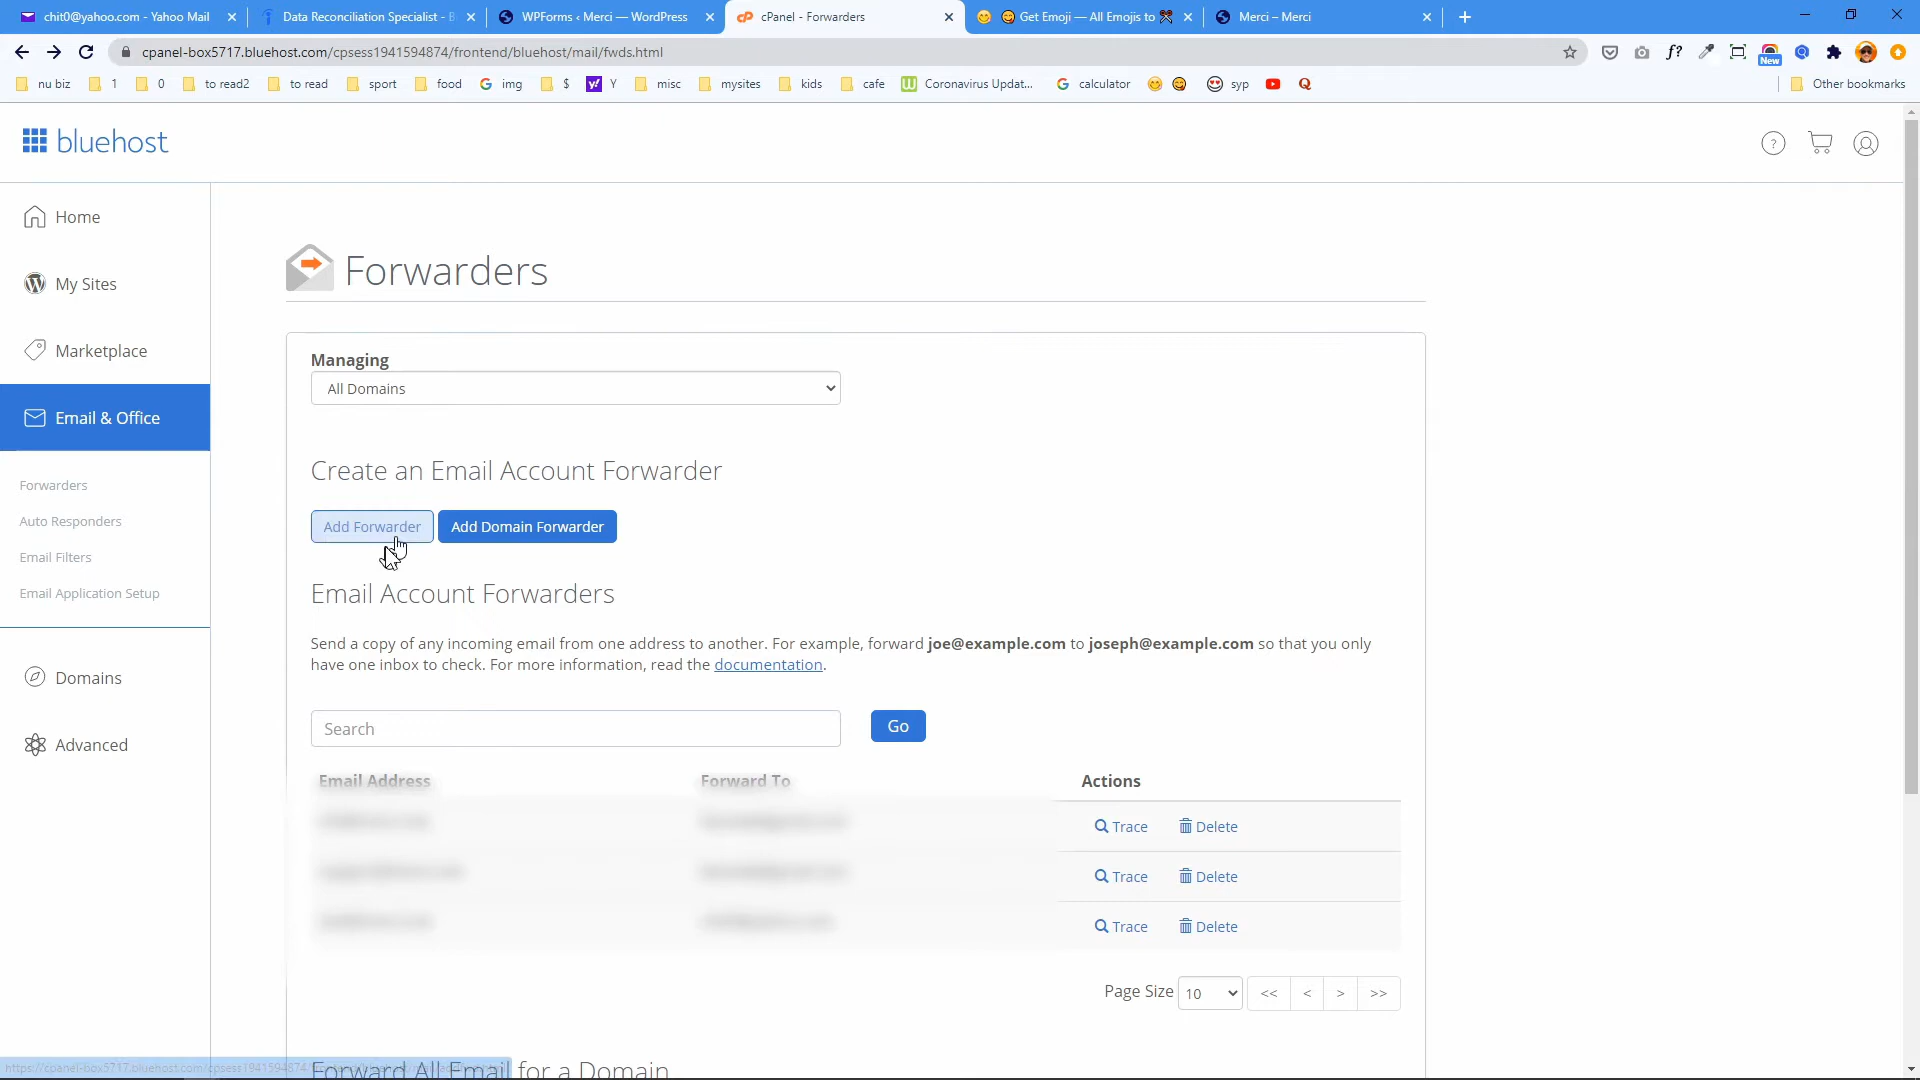 chit0@yahoo.com - Yahoo Mail
Data Reconciliation Specialist - B
WPForms ‹ Merci — WordPress
cPanel - Forwarders
Get Emoji — All Emojis to
Merci – Merci
cpanel-box5717.bluehost.com/cpsess1941594874/frontend/bluehost/mail/fwds.html
f?
New
nu biz
1
0
to read2
to read
sport
food
img
$
Y
misc
mysites
kids
cafe
Coronavirus Updat...
calculator
syp
Other bookmarks
bluehost
Home
My Sites
Marketplace
Email & Office
Forwarders
Auto Responders
Email Filters
Email Application Setup
Domains
Advanced
Forwarders
Managing
All Domains
Create an Email Account Forwarder
Add Forwarder
Add Domain Forwarder
Email Account Forwarders
Send a copy of any incoming email from one address to another. For example, forward joe@example.com to joseph@example.com so that you only
have one inbox to check. For more information, read the documentation.
Search
Go
Email Address Forward To Actions
Trace Delete
Trace Delete
Trace Delete
Page Size 10 << < > >>
Forward All Email for a Domain